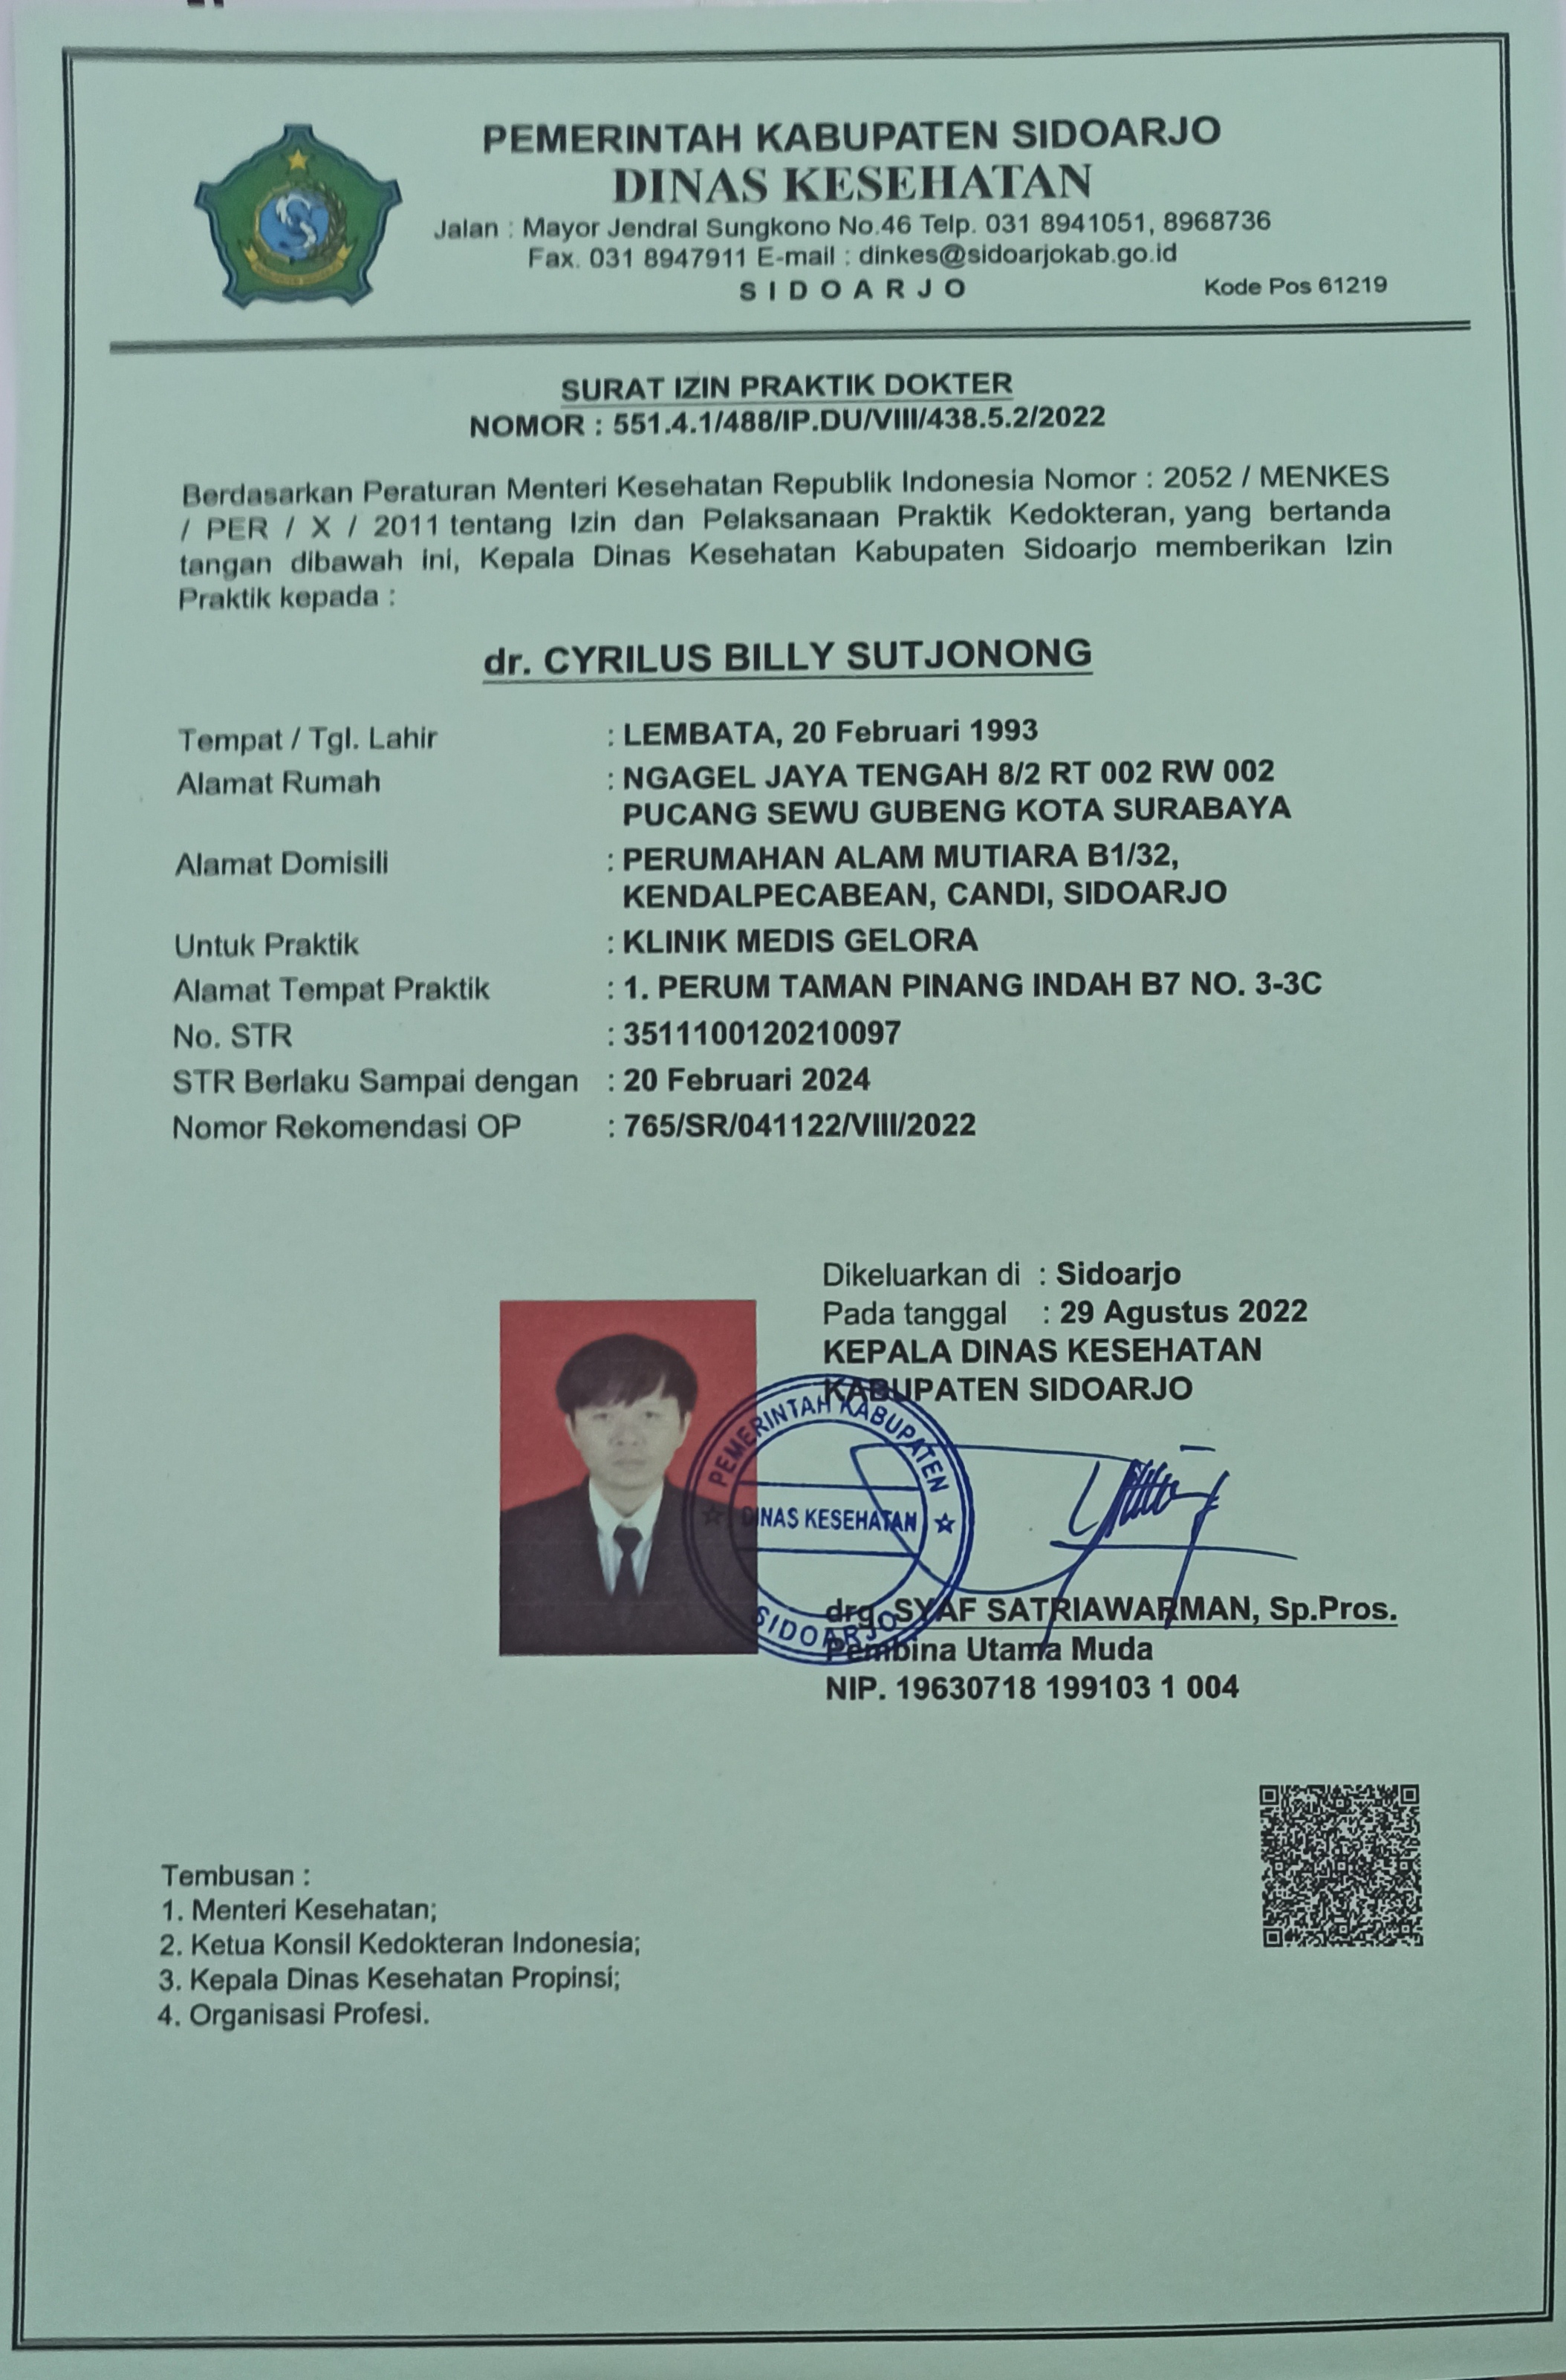 PEMERINTAH KABUPATEN SIDOARJO
DINAS KESEHATAN
Jalan : Mayor Jendral Sungkono No.46 Telp. 031 8941051, 8968736
Fax. 031 8947911 E-mail : dinkes@sidoarjokab.go.id
SIDOARJO Kode Pos 61219
SURAT IZIN PRAKTIK DOKTER
NOMOR : 551.4.1/488/IP.DU/VIII/438.5.2/2022
Berdasarkan Peraturan Menteri Kesehatan Republik Indonesia Nomor : 2052 / MENKES
/ PER / X / 2011 tentang Izin dan Pelaksanaan Praktik Kedokteran, yang bertanda
tangan dibawah ini, Kepala Dinas Kesehatan Kabupaten Sidoarjo memberikan Izin
Praktik kepada :
dr. CYRILUS BILLY SUTJONONG
Tempat / Tgl. Lahir : LEMBATA, 20 Februari 1993
Alamat Rumah : NGAGEL JAYA TENGAH 8/2 RT 002 RW 002
PUCANG SEWU GUBENG KOTA SURABAYA
Alamat Domisili : PERUMAHAN ALAM MUTIARA B1/32,
KENDALPECABEAN, CANDI, SIDOARJO
Untuk Praktik : KLINIK MEDIS GELORA
Alamat Tempat Praktik : 1. PERUM TAMAN PINANG INDAH B7 NO. 3-3C
No. STR : 3511100120210097
STR Berlaku Sampai dengan : 20 Februari 2024
Nomor Rekomendasi OP : 765/SR/041122/VIII/2022
Dikeluarkan di : Sidoarjo
Pada tanggal : 29 Agustus 2022
KEPALA DINAS KESEHATAN
KABUPATEN SIDOARJO
PEMERINTAH KABUPATEN
DINAS KESEHATAN
SIDOARJO
drg. SYAF SATRIAWARMAN, Sp.Pros.
Pembina Utama Muda
NIP. 19630718 199103 1 004
Tembusan :
1. Menteri Kesehatan;
2. Ketua Konsil Kedokteran Indonesia;
3. Kepala Dinas Kesehatan Propinsi;
4. Organisasi Profesi.